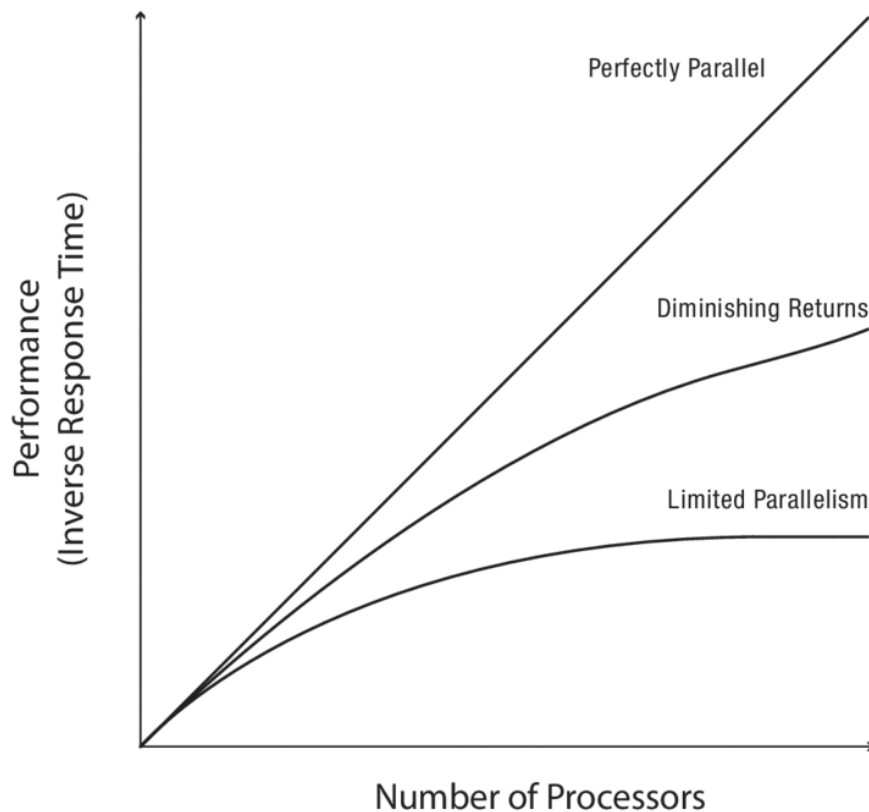 Perfectly Parallel
Diminishing Returns
Limited Parallelism
Performance
(Inverse Response Time)
Number of Processors